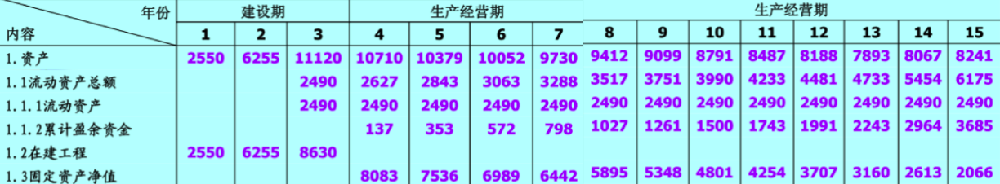 年份 建设期 生产经营期 生产经营期
内容 1 2 3 4 5 6 7 8 9 10 11 12 13 14 15
1.资产 2550 6255 11120 10710 10379 10052 9730 9412 9099 8791 8487 8188 7893 8067 8241
1.1流动资产总额 2490 2627 2843 3063 3288 3517 3751 3990 4233 4481 4733 5454 6175
1.1.1流动资产 2490 2490 2490 2490 2490 2490 2490 2490 2490 2490 2490 2490 2490
1.1.2累计盈余资金 137 353 572 798 1027 1261 1500 1743 1991 2243 2964 3685
1.2在建工程 2550 6255 8630
1.3固定资产净值 8083 7536 6989 6442 5895 5348 4801 4254 3707 3160 2613 2066